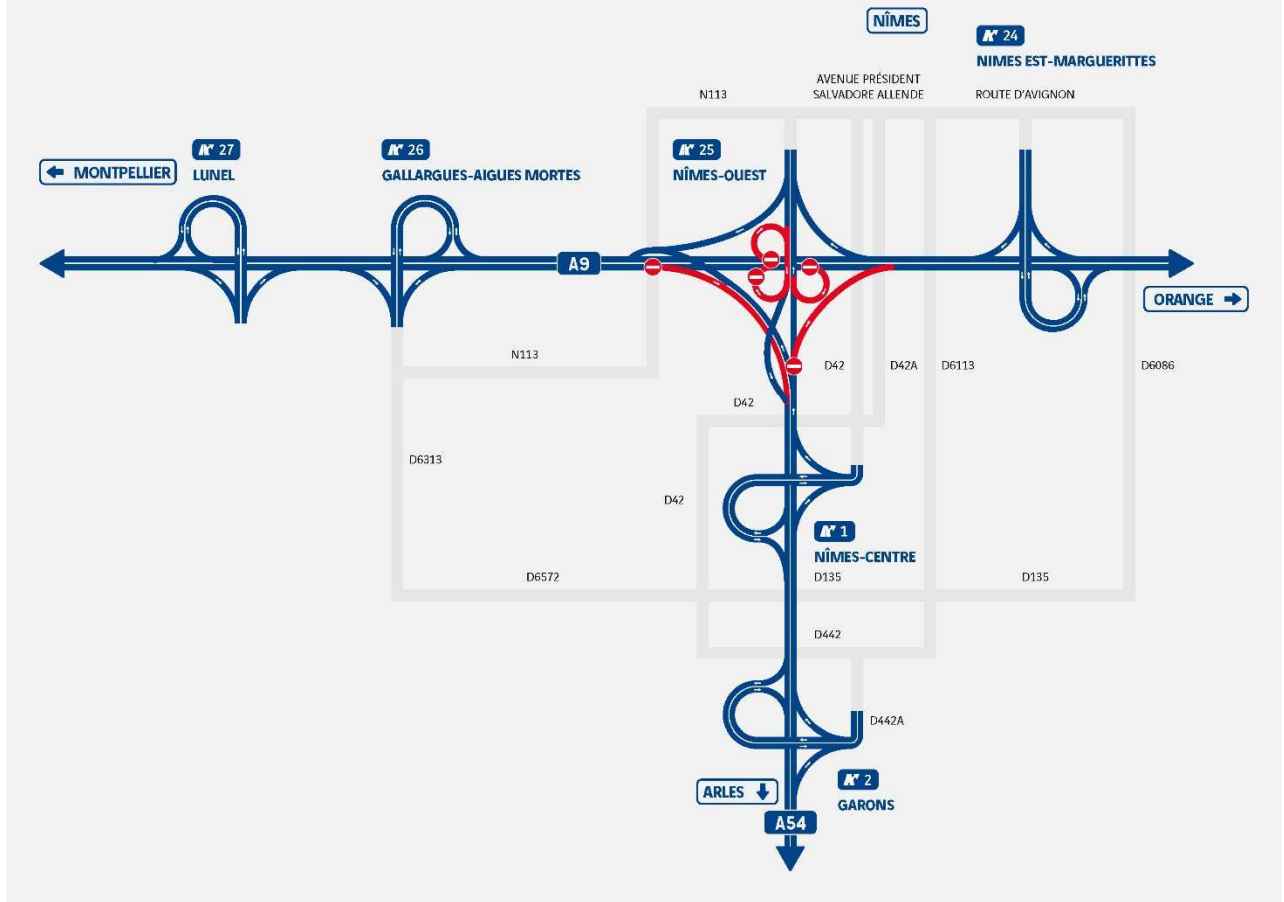 NÎMES
24
NIMES EST-MARGUERITTES
AVENUE PRÉSIDENT
SALVADORE ALLENDE
N113
ROUTE D'AVIGNON
MONTPELLIER
27
LUNEL
26
GALLARGUES-AIGUES MORTES
25
NÎMES-OUEST
A9
ORANGE
N113
D42
D42A
D6113
D6086
D42
D6313
D42
1
NÎMES-CENTRE
D6572
D135
D135
D442
D442A
ARLES
2
GARONS
A54